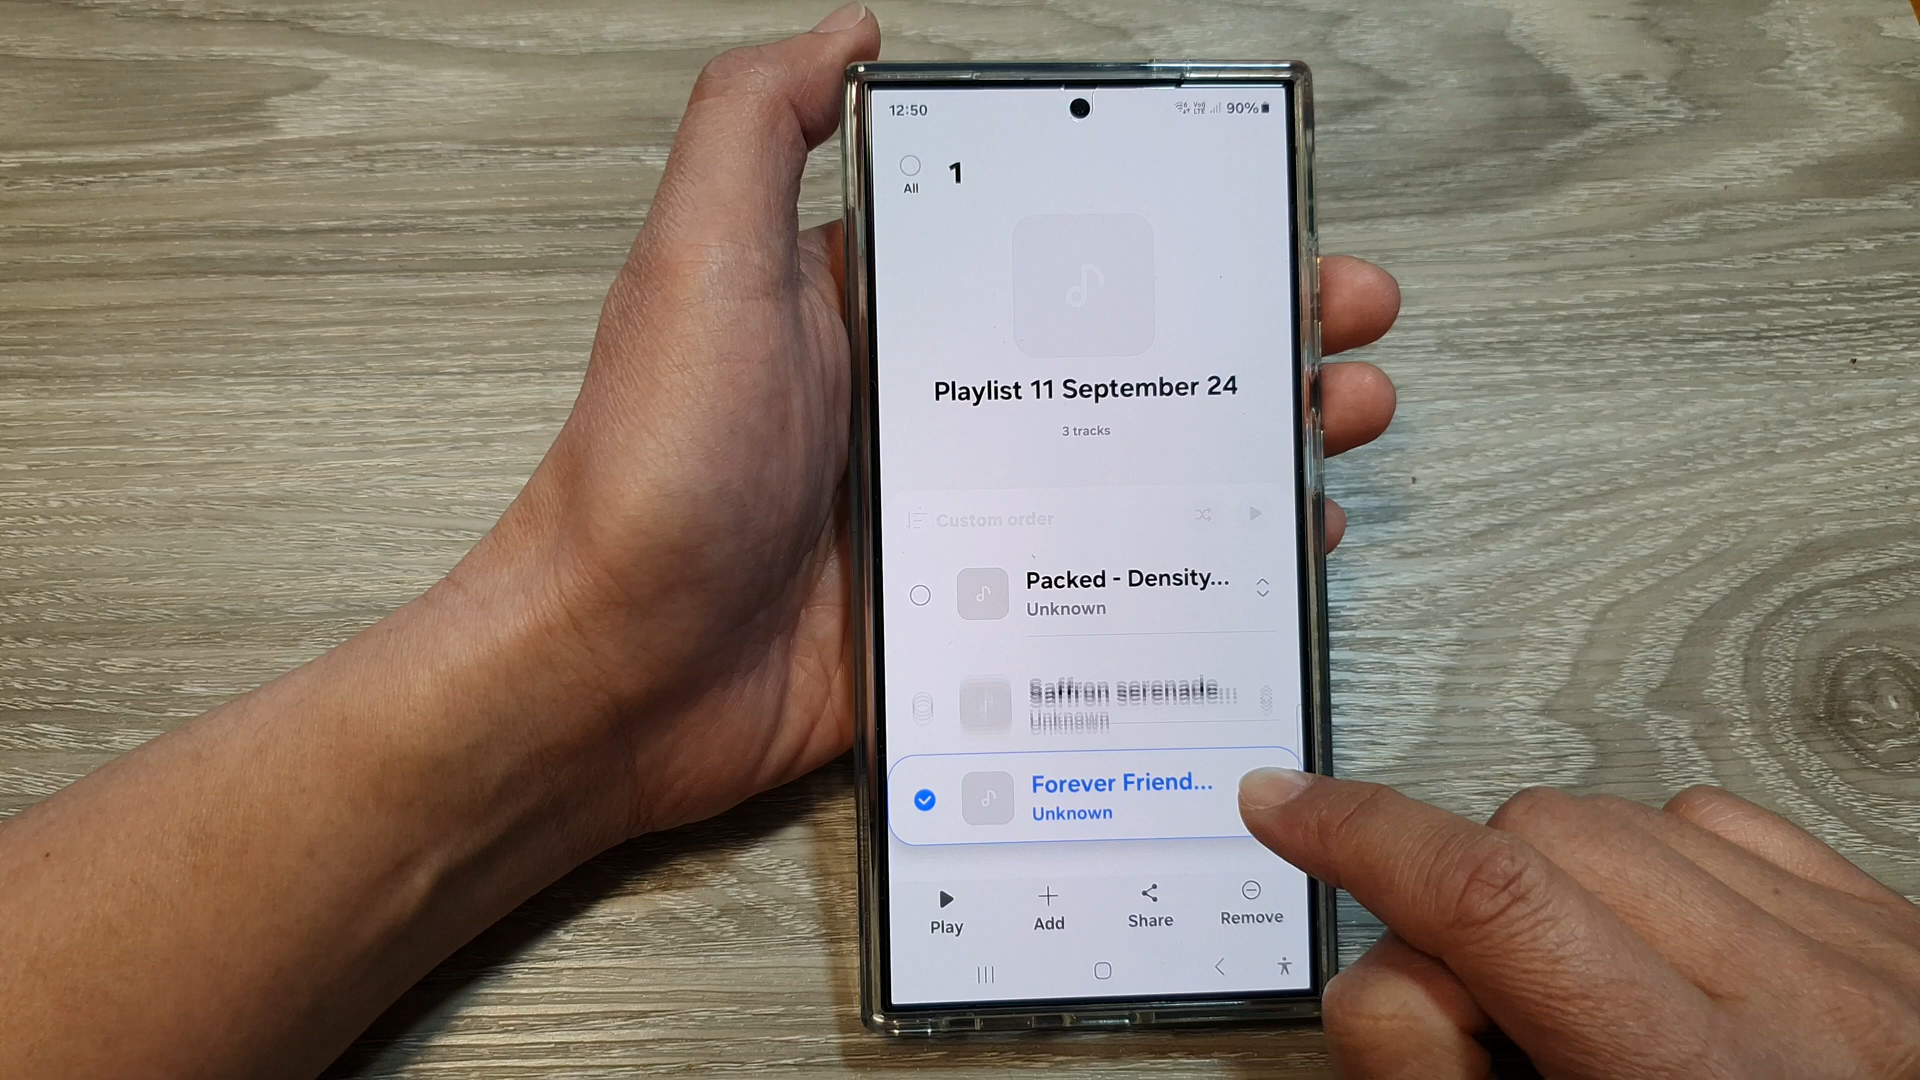 12:50
90%
All
1
Playlist 11 September 24
3 tracks
Custom order
Packed - Density...
Unknown
Saffron serenade...
Unknown
Forever Friend...
Unknown
Play
Add
Share
Remove